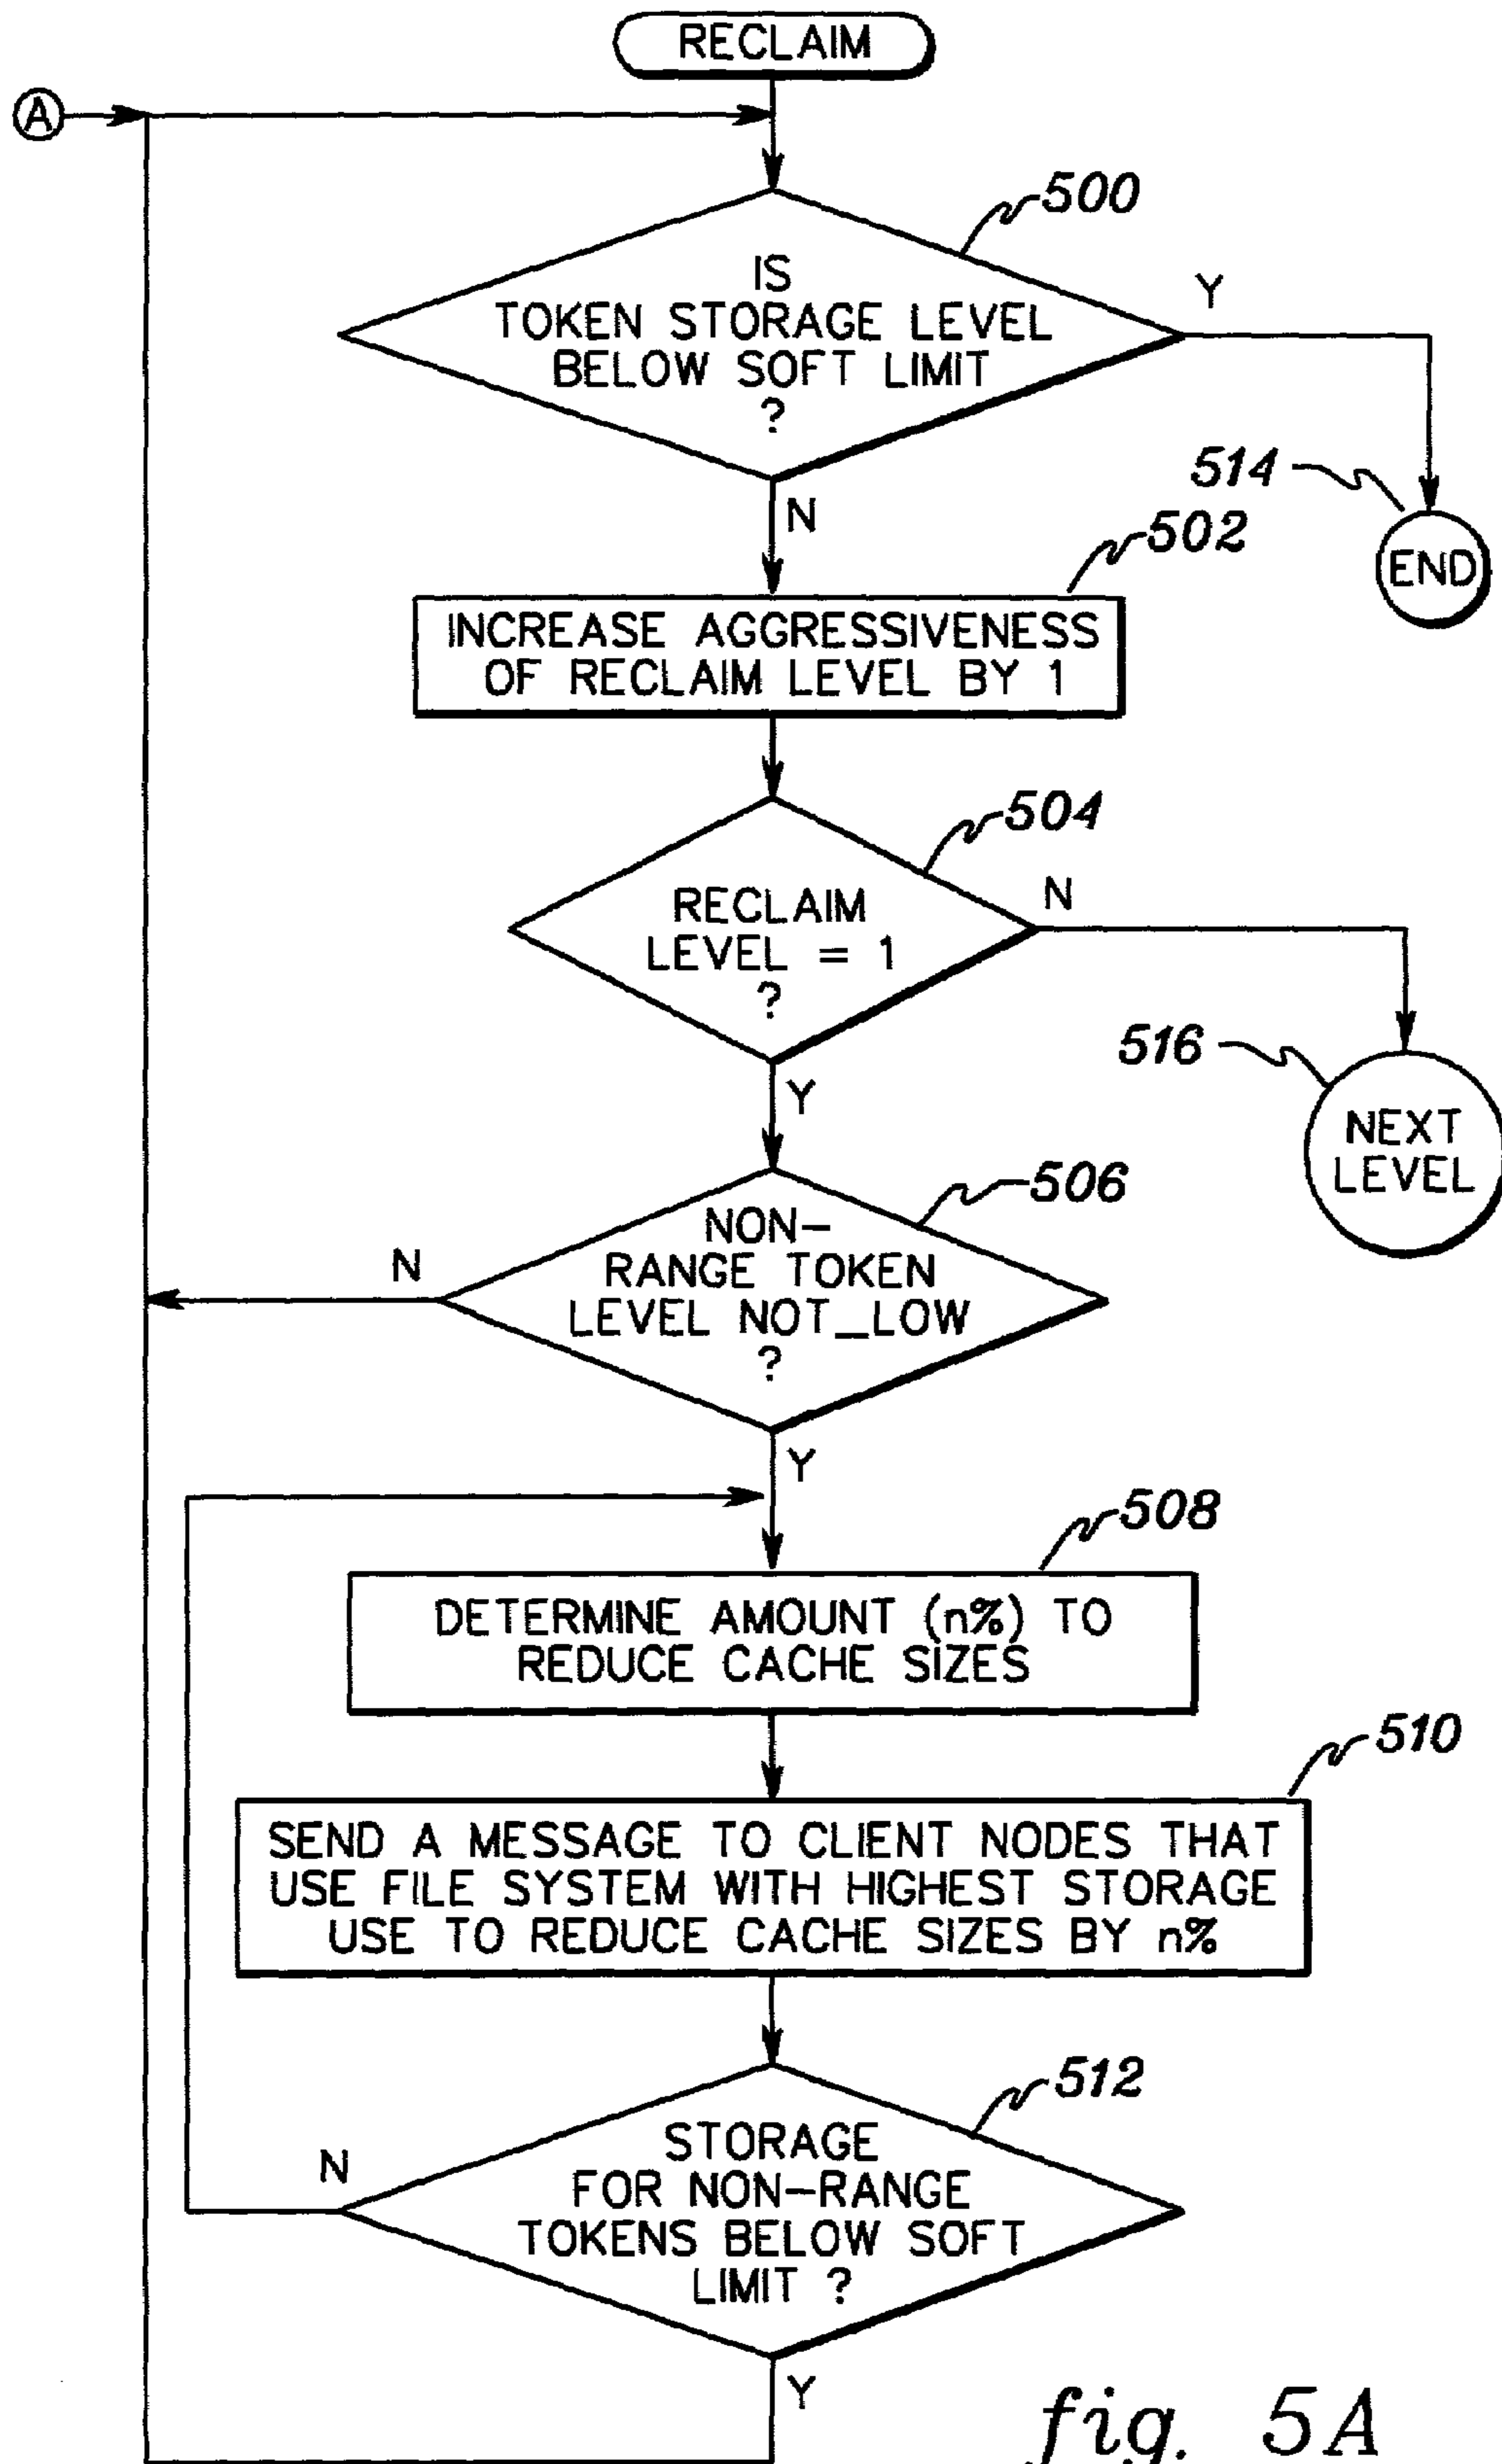 RECLAIM
A
500
IS
TOKEN STORAGE LEVEL
BELOW SOFT LIMIT
?
Y
514
END
N
502
INCREASE AGGRESSIVENESS
OF RECLAIM LEVEL BY 1
504
RECLAIM
LEVEL = 1
?
N
516
NEXT
LEVEL
Y
506
NON-
RANGE TOKEN
LEVEL NOT_LOW
?
N
Y
508
DETERMINE AMOUNT (n%) TO
REDUCE CACHE SIZES
510
SEND A MESSAGE TO CLIENT NODES THAT
USE FILE SYSTEM WITH HIGHEST STORAGE
USE TO REDUCE CACHE SIZES BY n%
512
STORAGE
FOR NON-RANGE
TOKENS BELOW SOFT
LIMIT ?
N
Y
fig. 5A